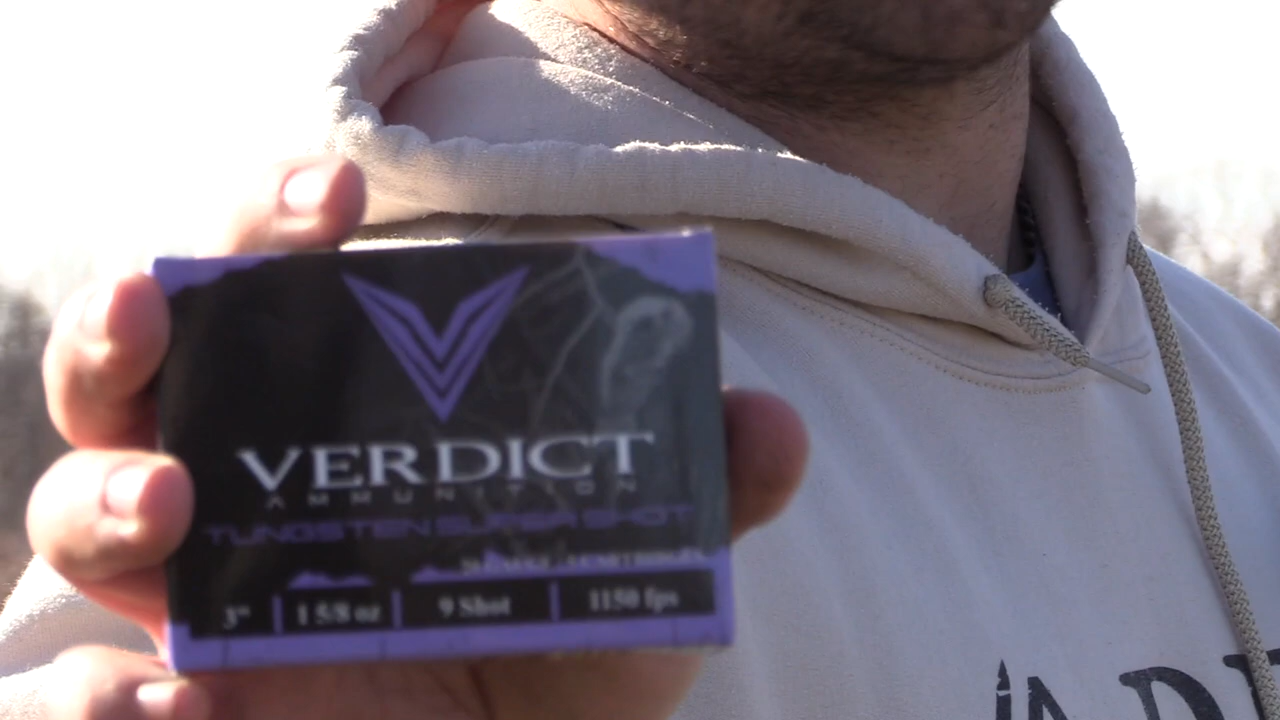 VERDICT
AMMUNITION
TUNGSTEN SUPER SHOT
3" 1 5/8 oz 9 Shot 1150 fps